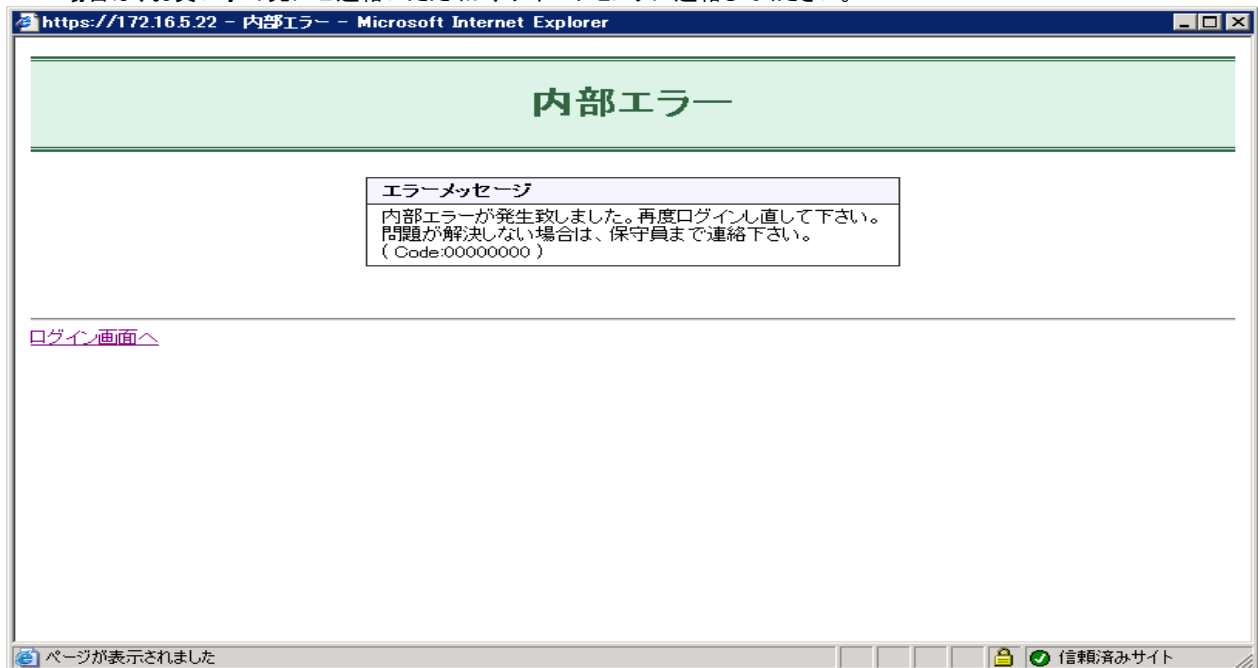 https://172.16.5.22 - 内部エラー - Microsoft Internet Explorer
内部エラー
エラーメッセージ
内部エラーが発生致しました。再度ログインし直して下さい。
問題が解決しない場合は、保守員まで連絡下さい。
( Code:00000000 )
ログイン画面へ
ページが表示されました
信頼済みサイト